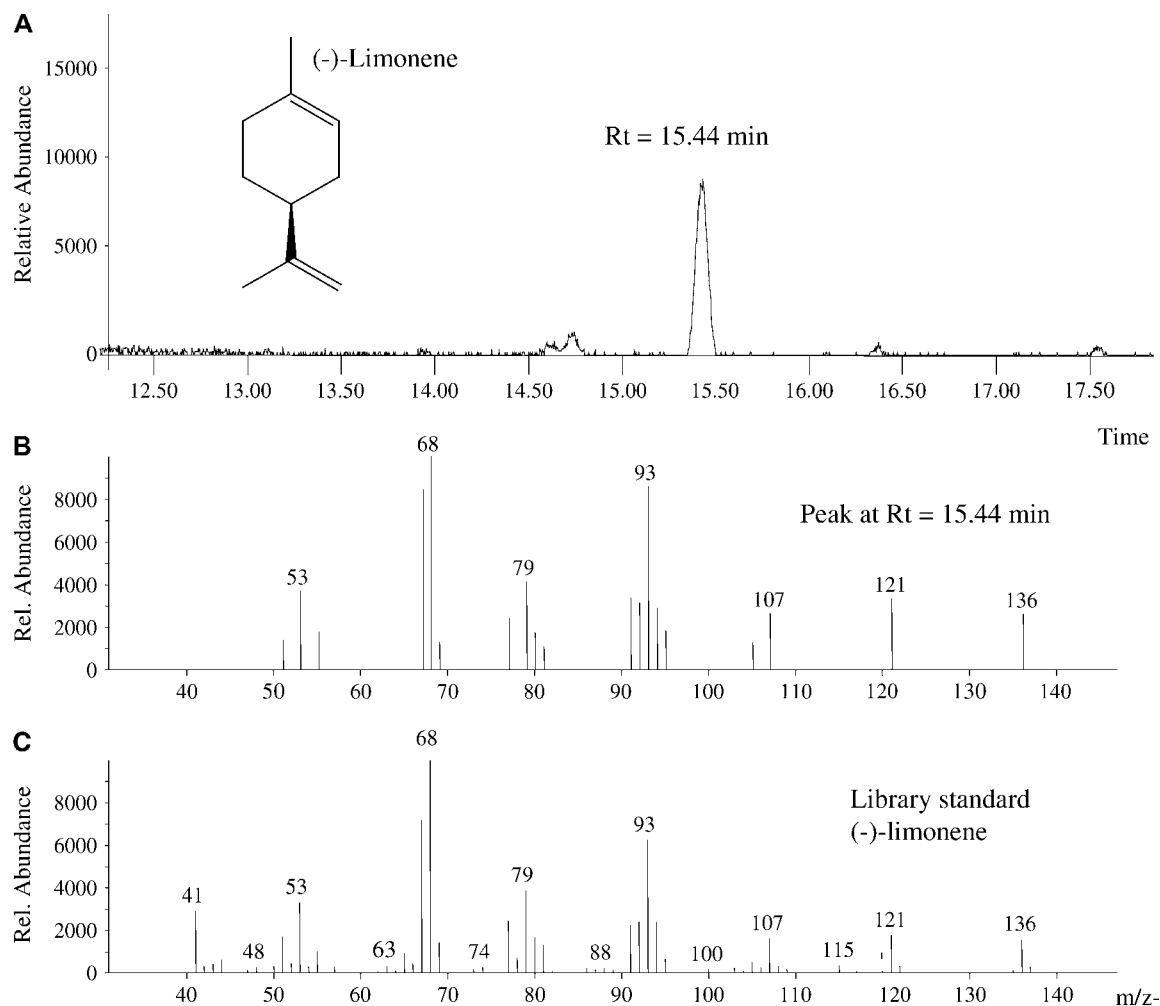 A
(-)-Limonene
Rt = 15.44 min
Relative Abundance
15000
10000
5000
0
12.50 13.00 13.50 14.00 14.50 15.00 15.50 16.00 16.50 17.00 17.50
Time
B
68
93
Peak at Rt = 15.44 min
79
53
107 121 136
Rel. Abundance
8000
6000
4000
2000
0
40 50 60 70 80 90 100 110 120 130 140
C
68
Library standard
(-)-limonene
93
79
41 53
107 121 136
48 63 74 88 100 115
Rel. Abundance
8000
6000
4000
2000
0
40 50 60 70 80 90 100 110 120 130 140 m/z